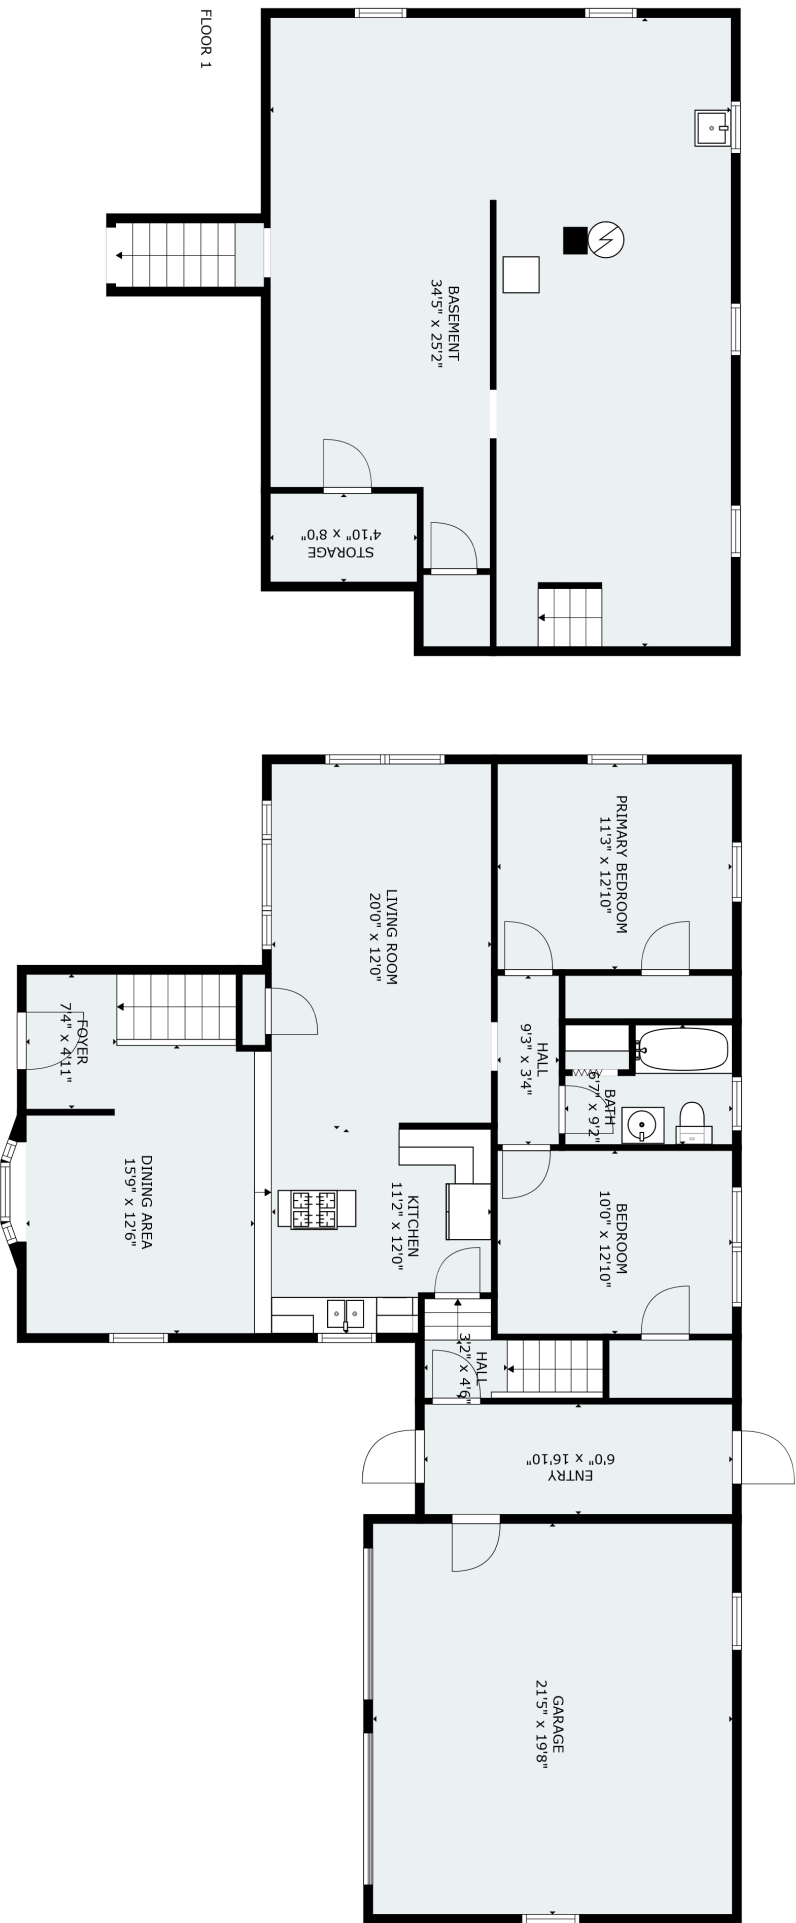 FLOOR 1
BASEMENT
34'5" x 25'2"
STORAGE
4'10" x 8'0"
PRIMARY BEDROOM
11'3" x 12'10"
LIVING ROOM
20'0" x 12'0"
HALL
9'3" x 3'4"
FOYER
7'4" x 4'11"
BATH
6'7" x 9'2"
DINING AREA
15'9" x 12'6"
KITCHEN
11'2" x 12'0"
BEDROOM
10'0" x 12'10"
HALL
3'2" x 4'6"
ENTRY
6'0" x 16'10"
GARAGE
21'5" x 19'8"